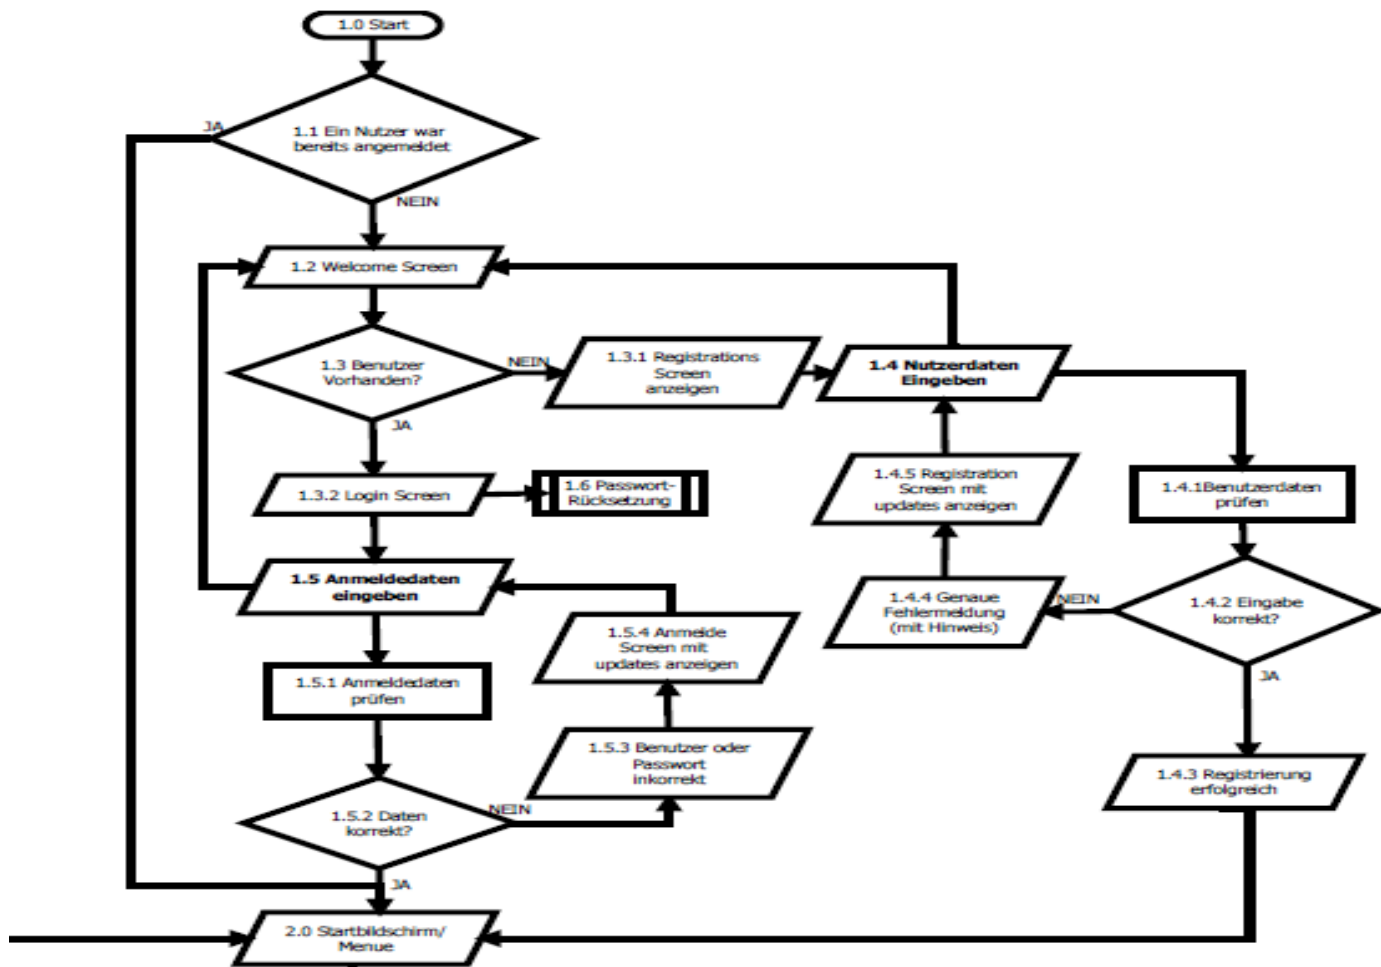 1.0 Start
JA
1.1 Ein Nutzer war
bereits angemeldet
NEIN
1.2 Welcome Screen
1.3 Benutzer
Vorhanden?
NEIN
1.3.1 Registrations
Screen
anzeigen
1.4 Nutzerdaten
Eingeben
JA
1.3.2 Login Screen
1.6 Passwort-
Rücksetzung
1.4.5 Registration
Screen mit
updates anzeigen
1.4.1Benutzerdaten
prüfen
1.5 Anmeldedaten
eingeben
1.4.4 Genaue
Fehlermeldung
(mit Hinweis)
NEIN
1.4.2 Eingabe
korrekt?
JA
1.5.4 Anmelde
Screen mit
updates anzeigen
1.5.1 Anmeldedaten
prüfen
1.5.3 Benutzer oder
Passwort
inkorrekt
1.4.3 Registrierung
erfolgreich
1.5.2 Daten
korrekt?
NEIN
JA
2.0 Startbildschirm/
Menue